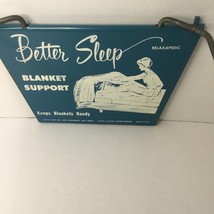 Better Sleep
RELAXAPEDIC
BLANKET
SUPPORT
Keeps Blankets Handy